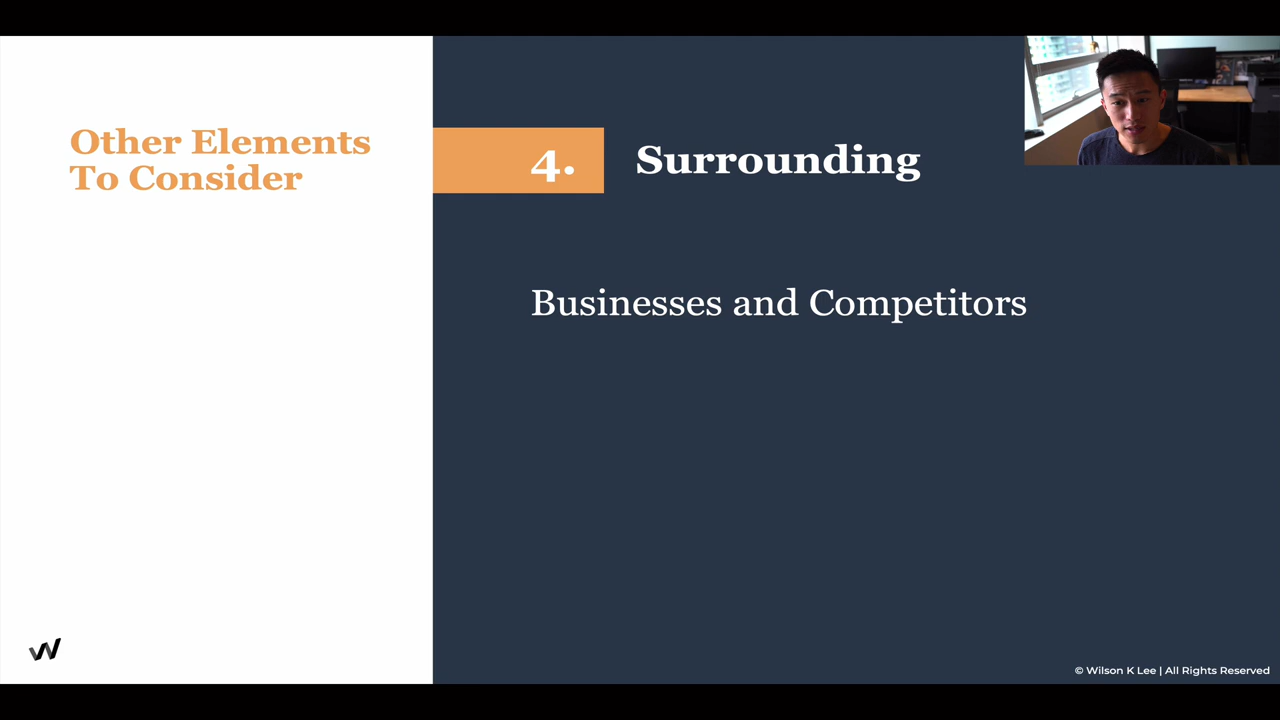 Other Elements
To Consider
4.
Surrounding
Businesses and Competitors
© Wilson K Lee | All Rights Reserved